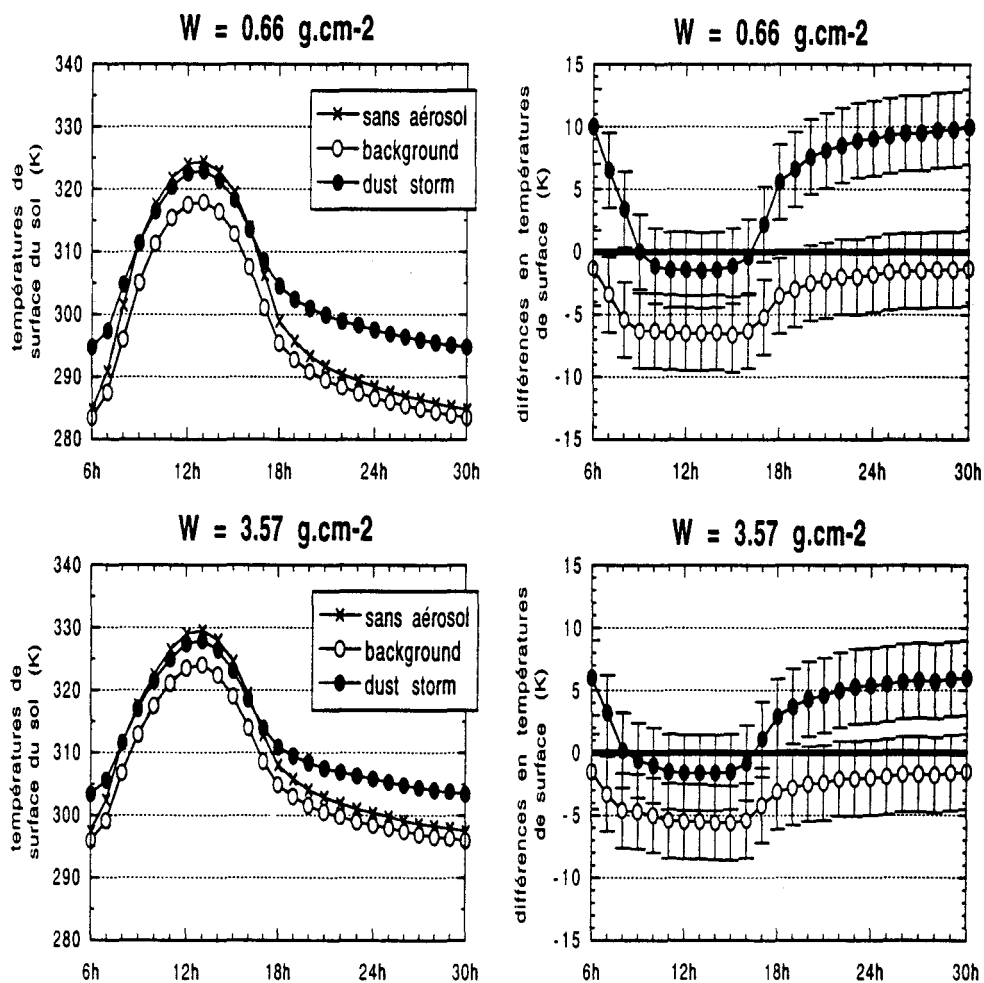 W = 0.66 g.cm-2
températures de
surface du sol (K)
340
330
320
310
300
290
280
sans aérosol
background
dust storm
6h
12h
18h
24h
30h
W = 0.66 g.cm-2
différences en températures
de surface (K)
15
10
5
0
-5
-10
-15
6h
12h
18h
24h
30h
W = 3.57 g.cm-2
températures de
surface du sol (K)
340
330
320
310
300
290
280
sans aérosol
background
dust storm
6h
12h
18h
24h
30h
W = 3.57 g.cm-2
différences en températures
de surface (K)
15
10
5
0
-5
-10
-15
6h
12h
18h
24h
30h